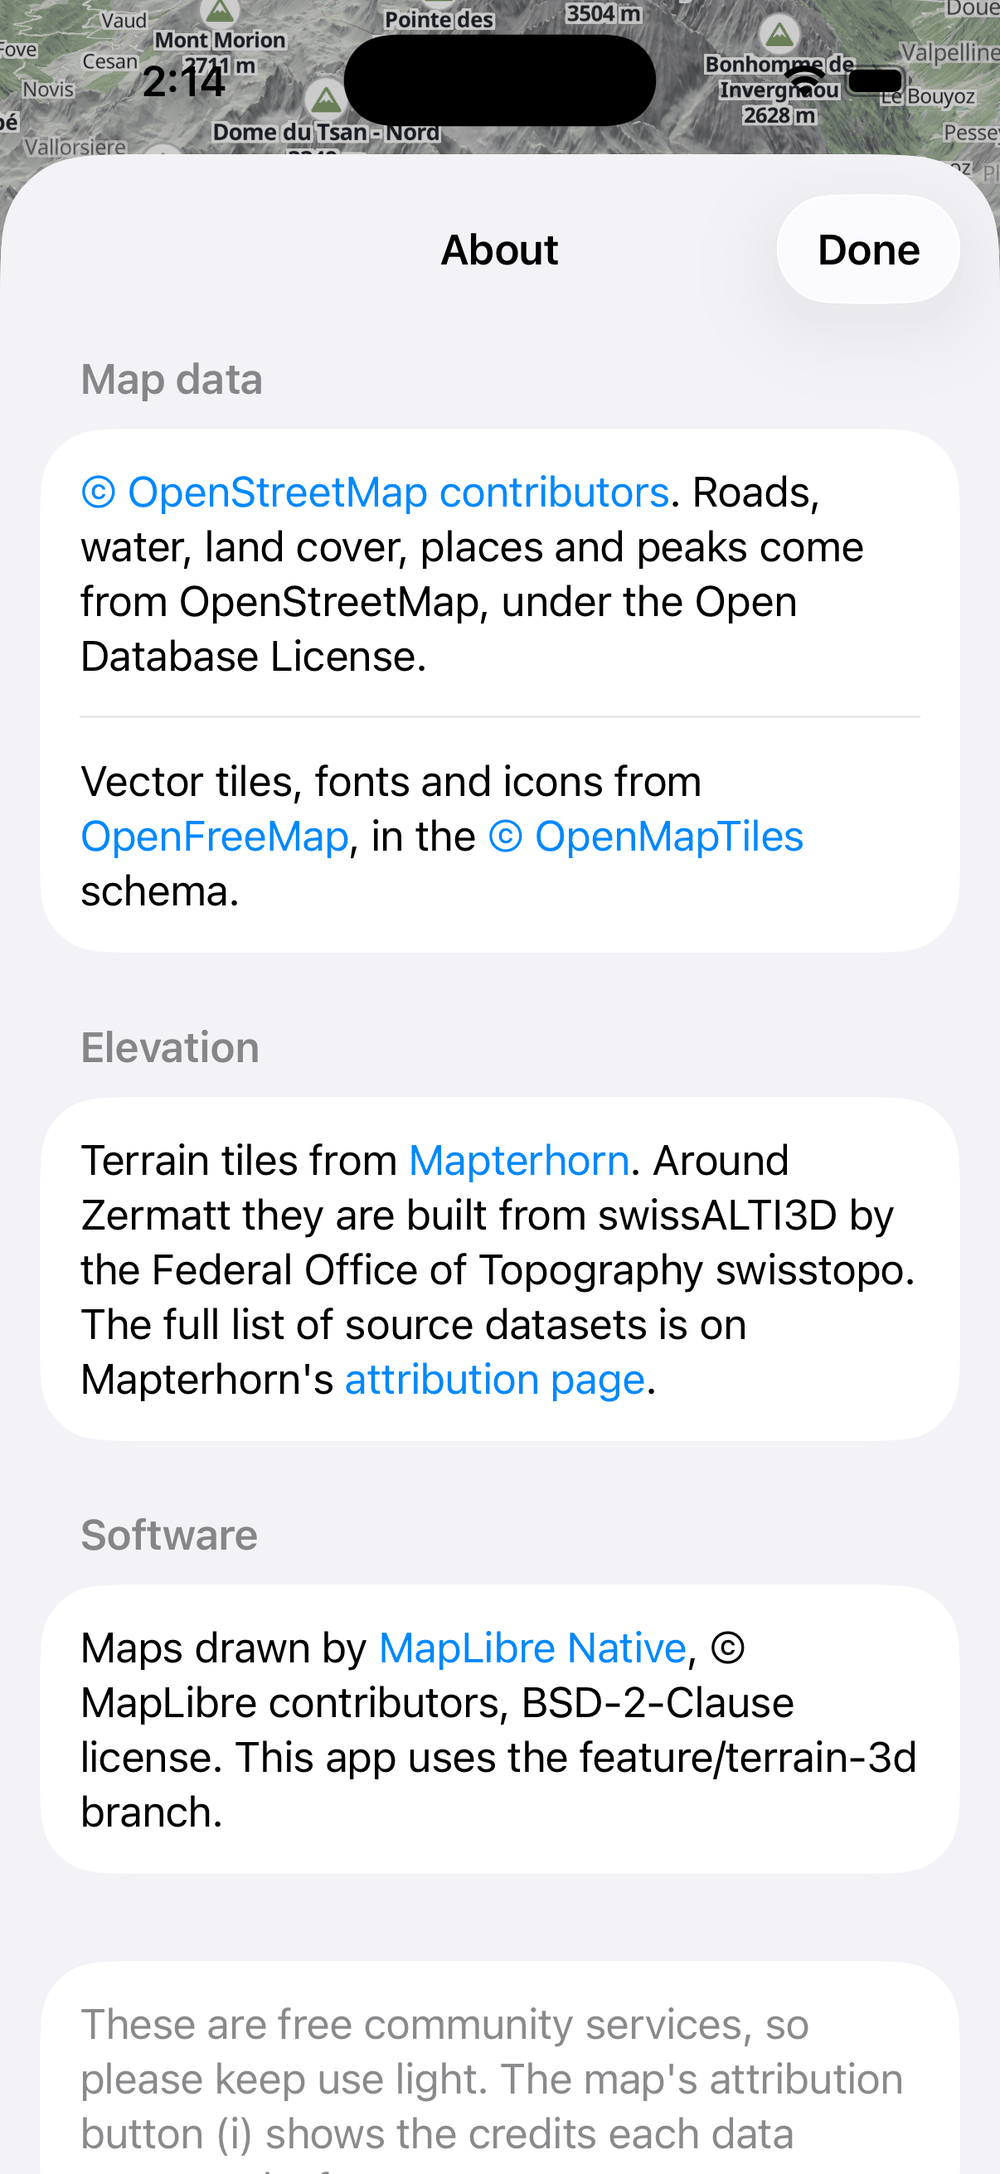 Vaud
Mont Morion
2711 m
Pointe des
3504 m
Cesan
Novis
Vallorsière
Dome du Tsan - Nord
Bonhomme de
Invergnaou
2628 m
Valpelline
Le Bouyoz
2:14
About
Done
Map data
© OpenStreetMap contributors. Roads,
water, land cover, places and peaks come
from OpenStreetMap, under the Open
Database License.
Vector tiles, fonts and icons from
OpenFreeMap, in the © OpenMapTiles
schema.
Elevation
Terrain tiles from Mapterhorn. Around
Zermatt they are built from swissALTI3D by
the Federal Office of Topography swisstopo.
The full list of source datasets is on
Mapterhorn's attribution page.
Software
Maps drawn by MapLibre Native, ©
MapLibre contributors, BSD-2-Clause
license. This app uses the feature/terrain-3d
branch.
These are free community services, so
please keep use light. The map's attribution
button (i) shows the credits each data